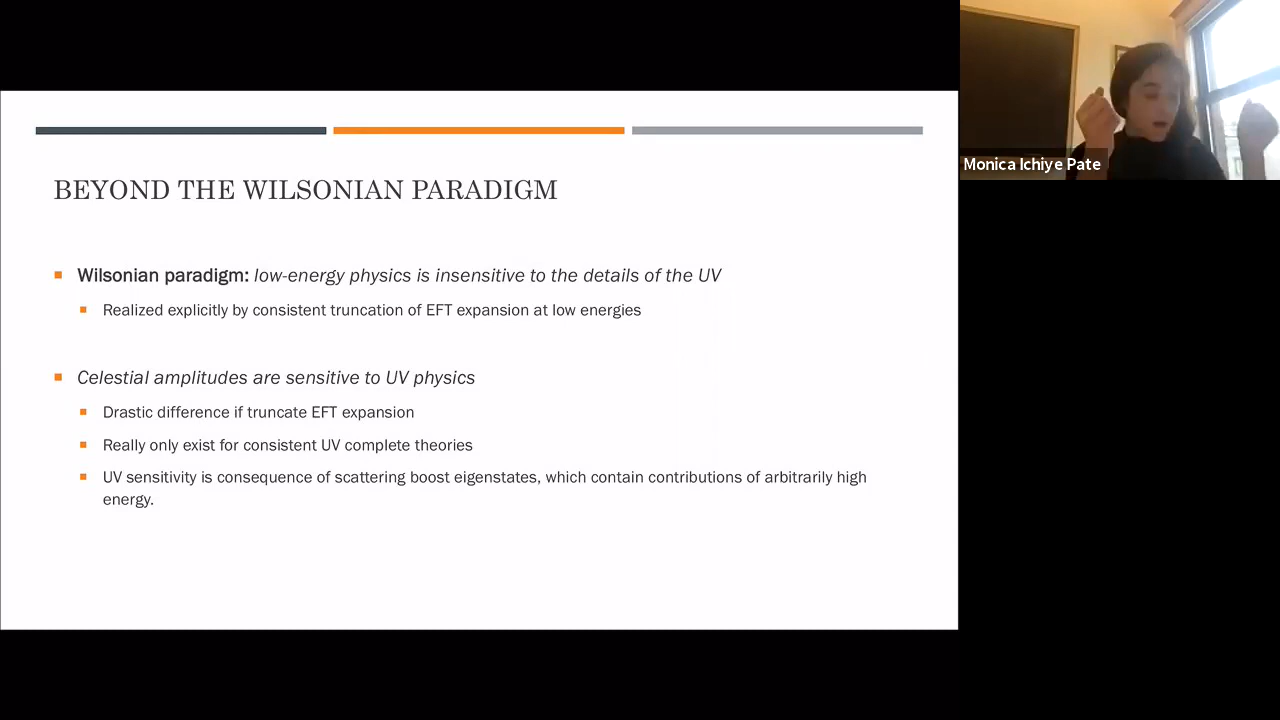 BEYOND THE WILSONIAN PARADIGM
Wilsonian paradigm: low-energy physics is insensitive to the details of the UV
Realized explicitly by consistent truncation of EFT expansion at low energies
Celestial amplitudes are sensitive to UV physics
Drastic difference if truncate EFT expansion
Really only exist for consistent UV complete theories
UV sensitivity is consequence of scattering boost eigenstates, which contain contributions of arbitrarily high
energy.
Monica Ichiye Pate